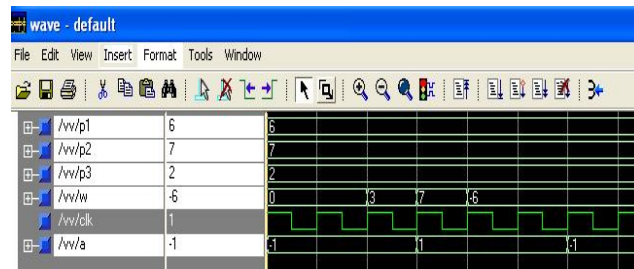 wave - default
File Edit View Insert Format Tools Window
/vv/p1 6 6
/vv/p2 7 7
/vv/p3 2 2
/vv/w -6 0 3 7 -6
/vv/clk 1
/vv/a -1 -1 1 -1